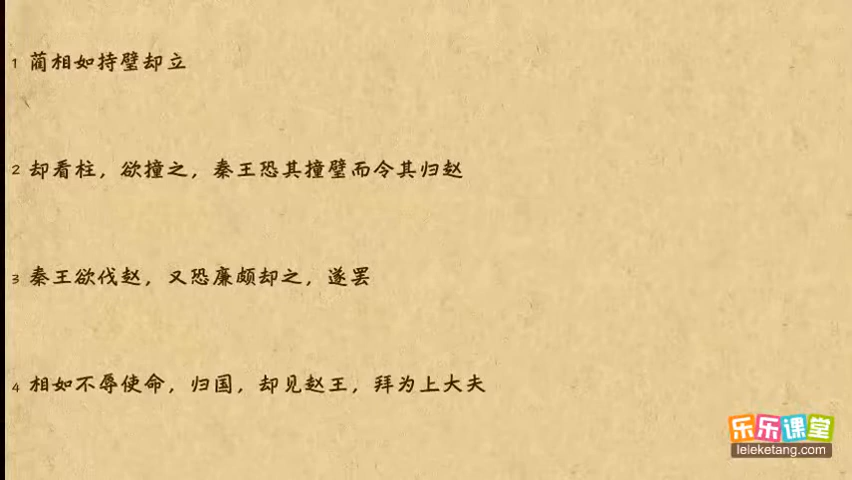 1 蔺相如持璧却立
2 却看柱，欲撞之，秦王恐其撞璧而令其归赵
3 秦王欲伐赵，又恐廉颇却之，遂罢
4 相如不辱使命，归国，却见赵王，拜为上大夫
乐乐课堂
leleketang.com